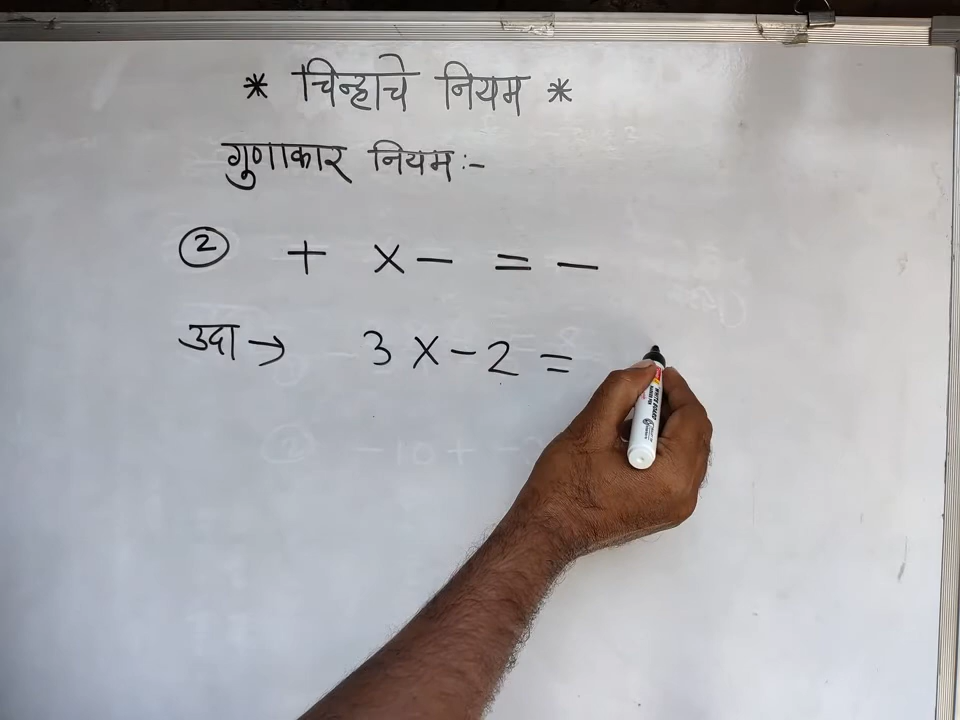 * चिन्हाचे नियम *
गुणाकार नियम :-
② + × - = -
उदा → 3 × - 2 =